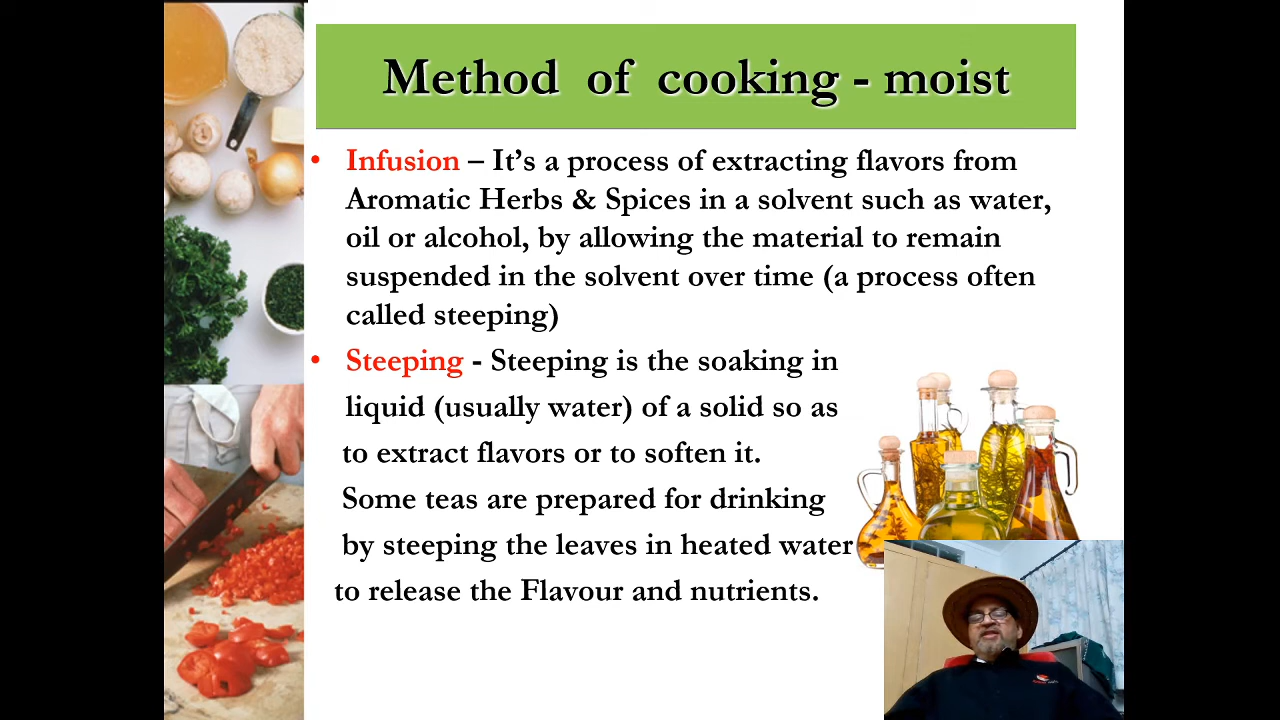 Method of cooking - moist
• Infusion – It’s a process of extracting flavors from
Aromatic Herbs & Spices in a solvent such as water,
oil or alcohol, by allowing the material to remain
suspended in the solvent over time (a process often
called steeping)
• Steeping - Steeping is the soaking in
liquid (usually water) of a solid so as
to extract flavors or to soften it.
Some teas are prepared for drinking
by steeping the leaves in heated water
to release the Flavour and nutrients.